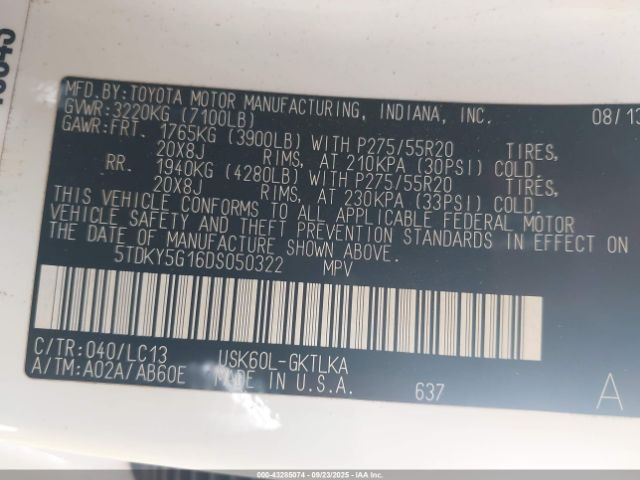 MFD.BY:TOYOTA MOTOR MANUFACTURING, INDIANA, INC. 08/13
GVWR:3220KG (7100LB)
GAWR:FRT. 1765KG (3900LB) WITH P275/55R20 TIRES,
20X8J RIMS, AT 210KPA (30PSI) COLD.
RR. 1940KG (4280LB) WITH P275/55R20 TIRES,
20X8J RIMS, AT 230KPA (33PSI) COLD.
THIS VEHICLE CONFORMS TO ALL APPLICABLE FEDERAL MOTOR
VEHICLE SAFETY AND THEFT PREVENTION STANDARDS IN EFFECT ON
THE DATE OF MANUFACTURE SHOWN ABOVE.
5TDKY5G16DS050322 MPV
C/TR:040/LC13 USK60L-GKTLKA
A/TM:A02A/AB60E MADE IN U.S.A. 637 A
000-43285074 - 09/23/2025 - IAAI, Inc.